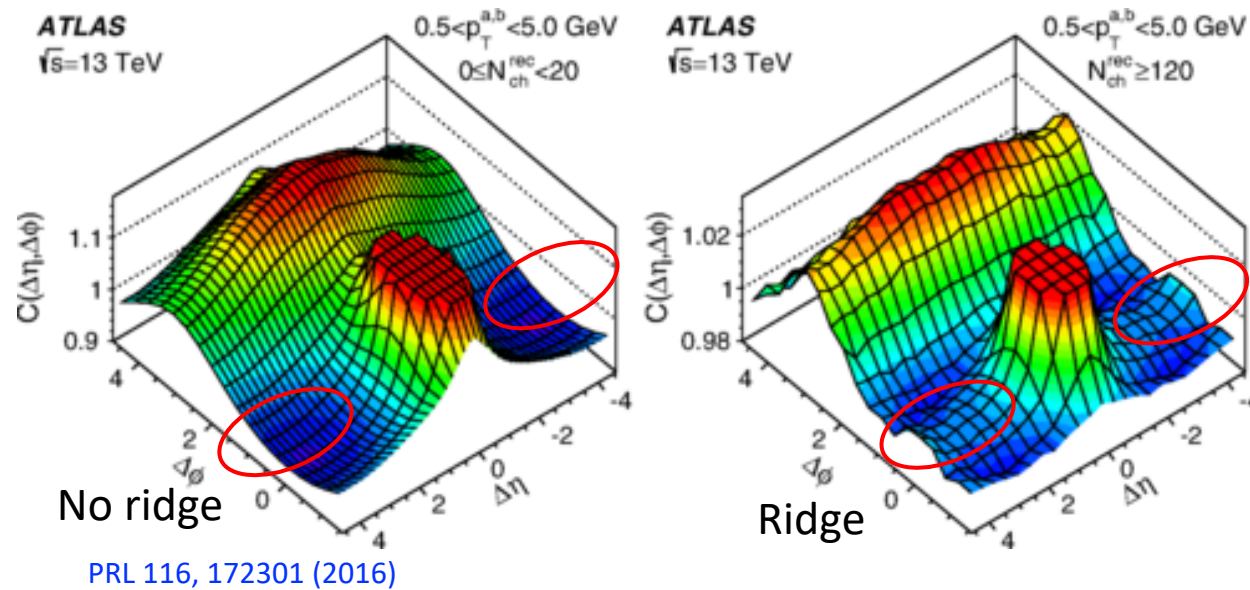 ATLAS
√s=13 TeV
0.5<p_T^{a,b}<5.0 GeV
0≤N_ch^rec<20
C(Δη,Δϕ)
1.1
1
0.9
4
2
0
Δø
4
2
0
-2
-4
Δη
No ridge
ATLAS
√s=13 TeV
0.5<p_T^{a,b}<5.0 GeV
N_ch^rec≥120
C(Δη,Δϕ)
1.02
1
0.98
4
2
0
Δø
4
2
0
-2
-4
Δη
Ridge
PRL 116, 172301 (2016)